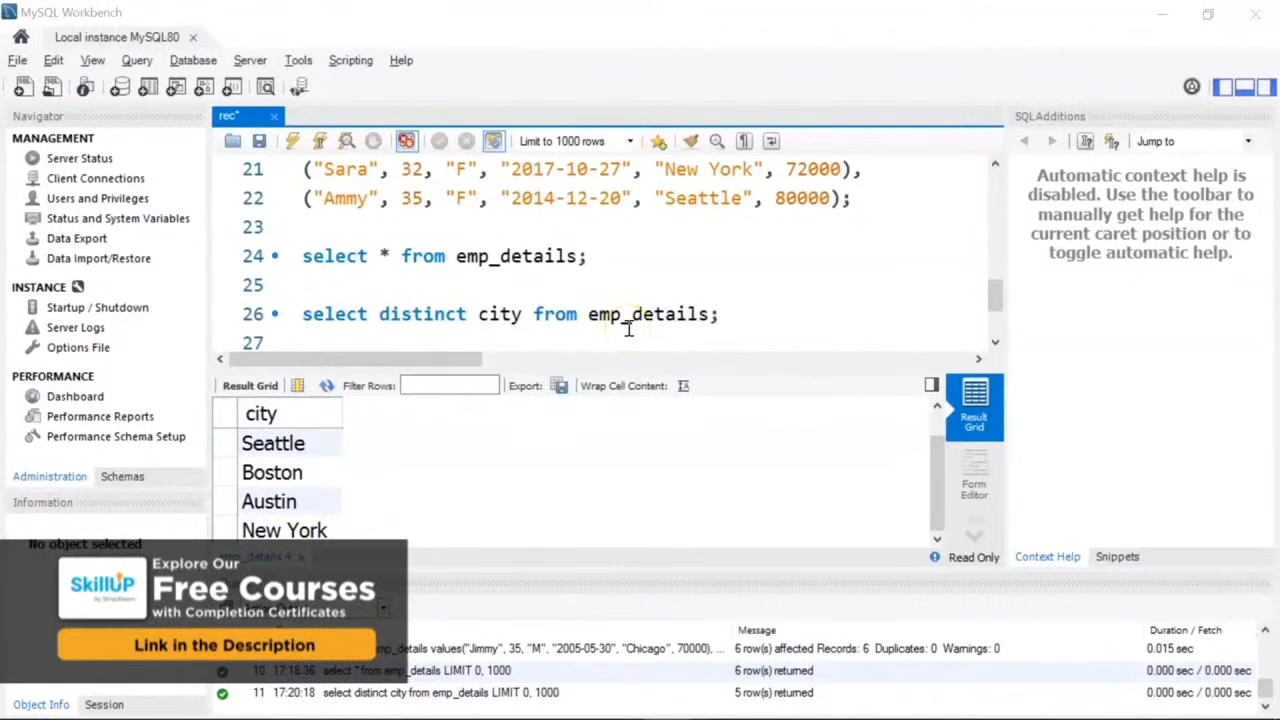 MySQL Workbench
Local instance MySQL80
File Edit View Query Database Server Tools Scripting Help
Navigator
MANAGEMENT
Server Status
Client Connections
Users and Privileges
Status and System Variables
Data Export
Data Import/Restore
INSTANCE
Startup / Shutdown
Server Logs
Options File
PERFORMANCE
Dashboard
Performance Reports
Performance Schema Setup
Administration Schemas
Information
No object selected
Object Info Session
rec*
Limit to 1000 rows
21 ("Sara", 32, "F", "2017-10-27", "New York", 72000),
22 ("Ammy", 35, "F", "2014-12-20", "Seattle", 80000);
23
24 select * from emp_details;
25
26 select distinct city from emp_details;
27
Result Grid Filter Rows: Export: Wrap Cell Content:
city
Seattle
Boston
Austin
New York
emp_details 4
Result Grid
Form Editor
Read Only
SQLAdditions
Jump to
Automatic context help is
disabled. Use the toolbar to
manually get help for the
current caret position or to
toggle automatic help.
Context Help Snippets
SkillUP
by Simplilearn
Explore Our
Free Courses
with Completion Certificates
Link in the Description
Message Duration / Fetch
values("Jimmy", 35, "M", "2005-05-30", "Chicago", 70000), ... 6 row(s) affected Records: 6 Duplicates: 0 Warnings: 0 0.015 sec
10 17:18:36 select * from emp_details LIMIT 0, 1000 6 row(s) returned 0.000 sec / 0.000 sec
11 17:20:18 select distinct city from emp_details LIMIT 0, 1000 5 row(s) returned 0.000 sec / 0.000 sec